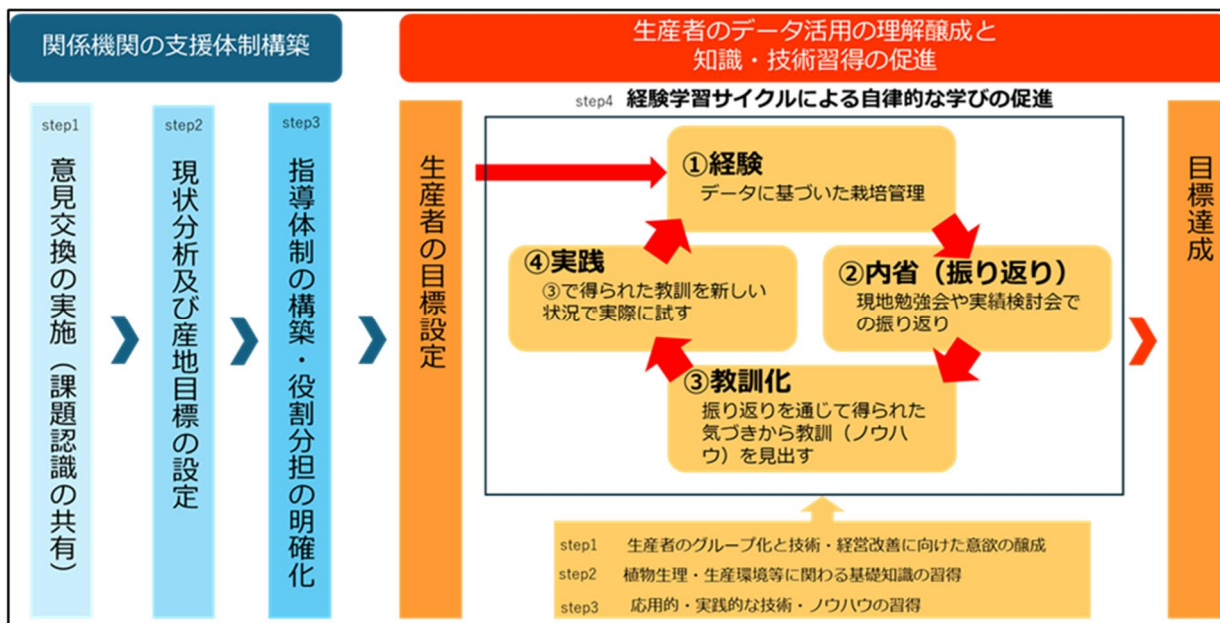 関係機関の支援体制構築
step1
意見交換の実施（課題認識の共有）
step2
現状分析及び産地目標の設定
step3
指導体制の構築・役割分担の明確化
生産者のデータ活用の理解醸成と
知識・技術習得の促進
生産者の目標設定
step4 経験学習サイクルによる自律的な学びの促進
①経験
データに基づいた栽培管理
②内省（振り返り）
現地勉強会や実績検討会で
の振り返り
③教訓化
振り返りを通じて得られた
気づきから教訓（ノウハ
ウ）を見出す
④実践
③で得られた教訓を新しい
状況で実際に試す
step1 生産者のグループ化と技術・経営改善に向けた意欲の醸成
step2 植物生理・生産環境等に関わる基礎知識の習得
step3 応用的・実践的な技術・ノウハウの習得
目標達成